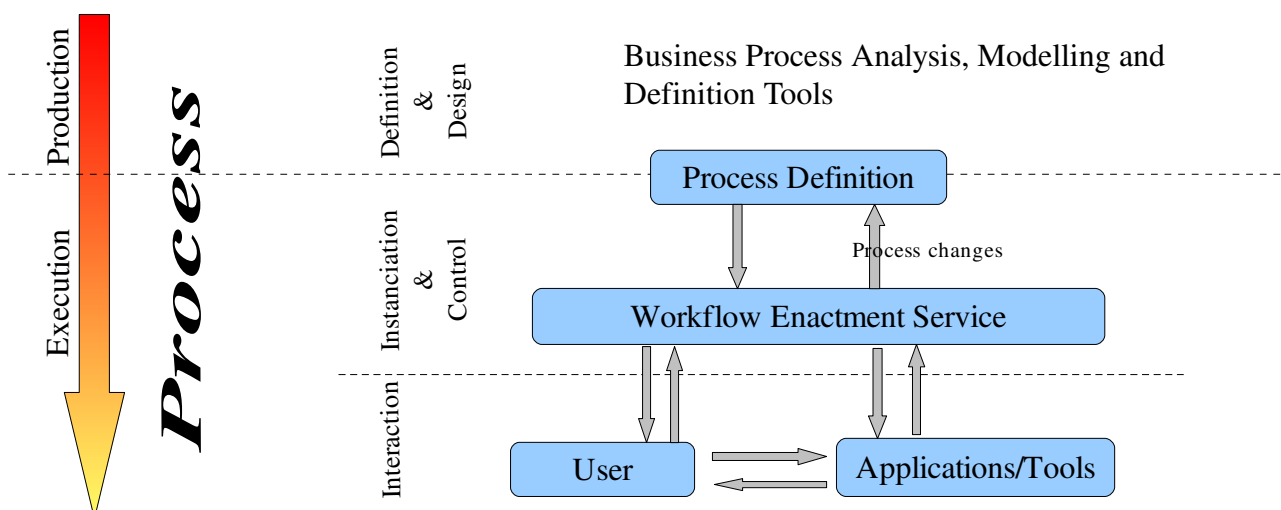 Production
Execution
Process
Definition
&
Design
Instanciation
&
Control
Interaction
Business Process Analysis, Modelling and
Definition Tools
Process Definition
Process changes
Workflow Enactment Service
User
Applications/Tools